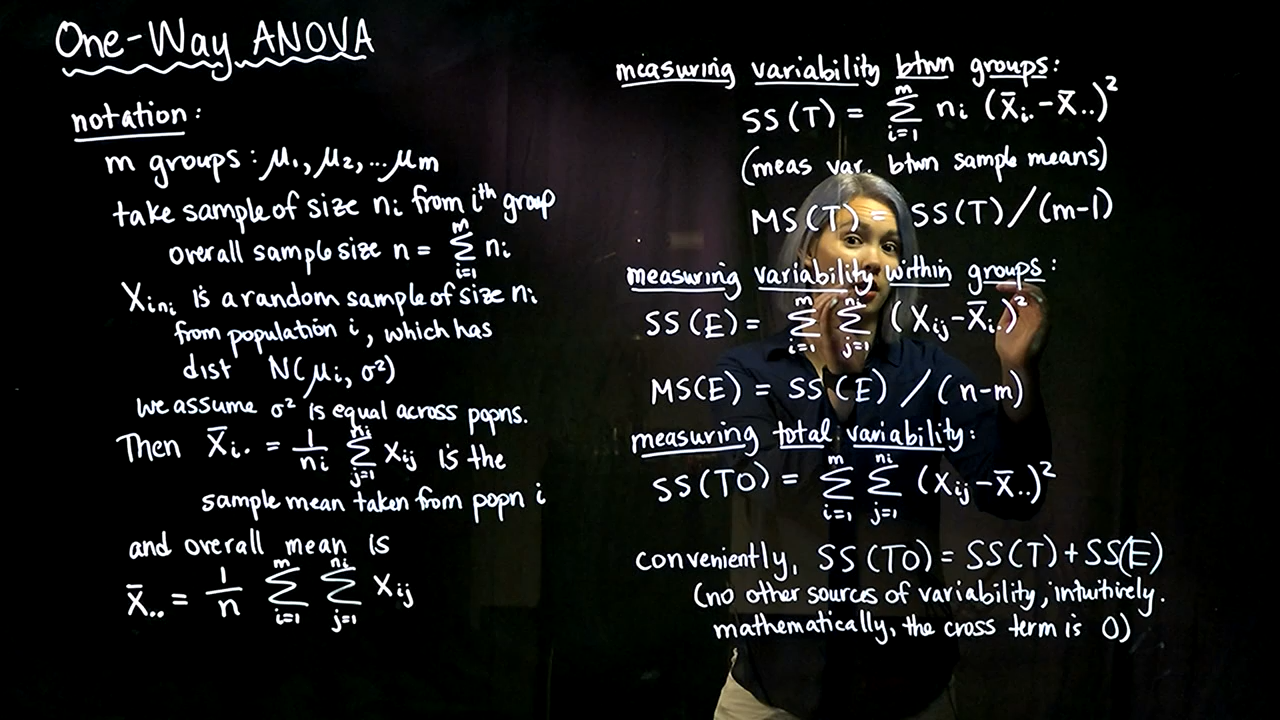 One-Way ANOVA
notation:
m groups: μ₁, μ₂, ... μm
take sample of size nᵢ from iᵗʰ group
overall sample size n = Σᵢ₌₁ᵐ nᵢ
Xᵢₙᵢ is a random sample of size nᵢ
from population i, which has
dist N(μᵢ, σ²)
we assume σ² is equal across popns.
Then X̄ᵢ. = 1/nᵢ Σⱼ₌₁ⁿⁱ Xᵢⱼ is the
sample mean taken from popn i
and overall mean is
X̄.. = 1/n Σᵢ₌₁ᵐ Σⱼ₌₁ⁿⁱ Xᵢⱼ
measuring variability btwn groups:
SS(T) = Σᵢ₌₁ᵐ nᵢ (X̄ᵢ. - X̄..)²
(meas var. btwn sample means)
MS(T) = SS(T)/(m-1)
measuring variability within groups:
SS(E) = Σᵢ₌₁ᵐ Σⱼ₌₁ⁿⁱ (Xᵢⱼ - X̄ᵢ.)²
MS(E) = SS(E)/(n-m)
measuring total variability:
SS(TO) = Σᵢ₌₁ᵐ Σⱼ₌₁ⁿⁱ (Xᵢⱼ - X̄..)²
conveniently, SS(TO) = SS(T) + SS(E)
(no other sources of variability, intuitively.
mathematically, the cross term is 0)